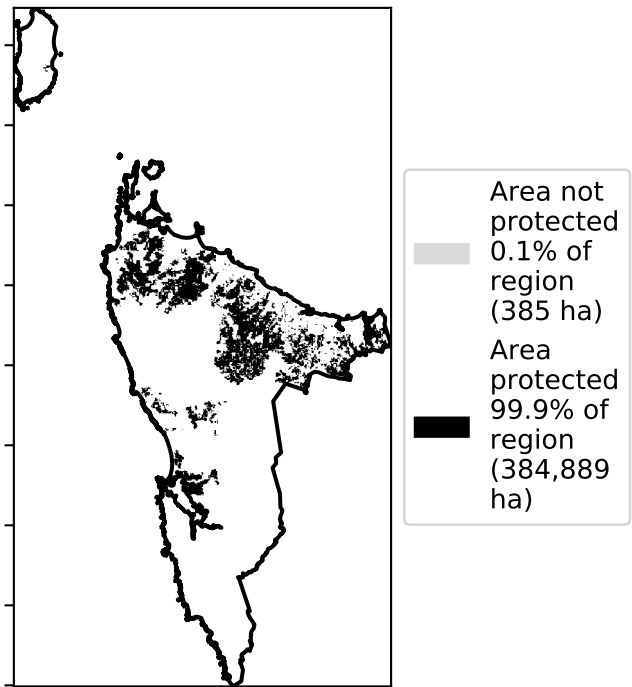 Area not
protected
0.1% of
region
(385 ha)
Area
protected
99.9% of
region
(384,889
ha)